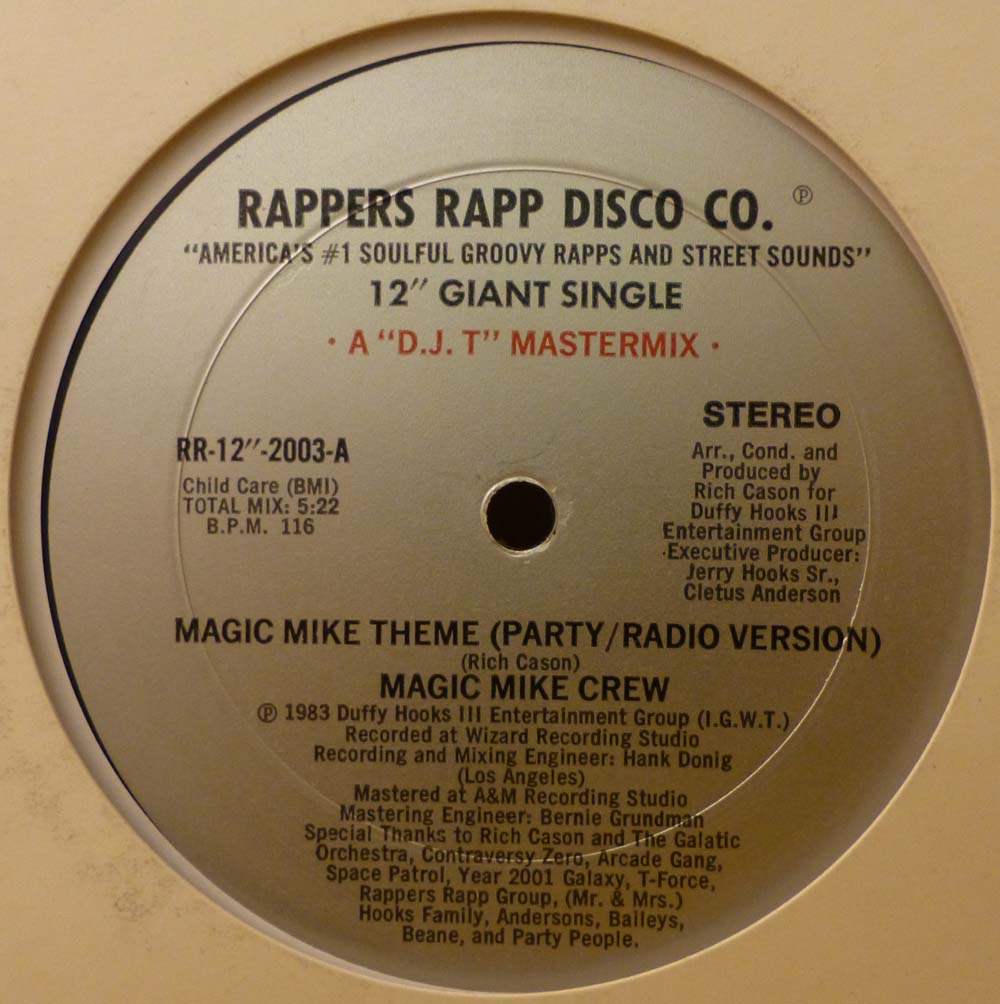 RAPPERS RAPP DISCO CO. ℗
"AMERICA'S #1 SOULFUL GROOVY RAPPS AND STREET SOUNDS"
12" GIANT SINGLE
· A "D.J. T" MASTERMIX ·
RR-12"-2003-A
Child Care (BMI)
TOTAL MIX: 5:22
B.P.M. 116
STEREO
Arr., Cond. and
Produced by
Rich Cason for
Duffy Hooks III
Entertainment Group
Executive Producer:
Jerry Hooks Sr.,
Cletus Anderson
MAGIC MIKE THEME (PARTY/RADIO VERSION)
(Rich Cason)
MAGIC MIKE CREW
℗ 1983 Duffy Hooks III Entertainment Group (I.G.W.T.)
Recorded at Wizard Recording Studio
Recording and Mixing Engineer: Hank Donig
(Los Angeles)
Mastered at A&M Recording Studio
Mastering Engineer: Bernie Grundman
Special Thanks to Rich Cason and The Galatic
Orchestra, Contraversy Zero, Arcade Gang,
Space Patrol, Year 2001 Galaxy, T-Force,
Rappers Rapp Group, (Mr. & Mrs.)
Hooks Family, Andersons, Baileys,
Beane, and Party People.